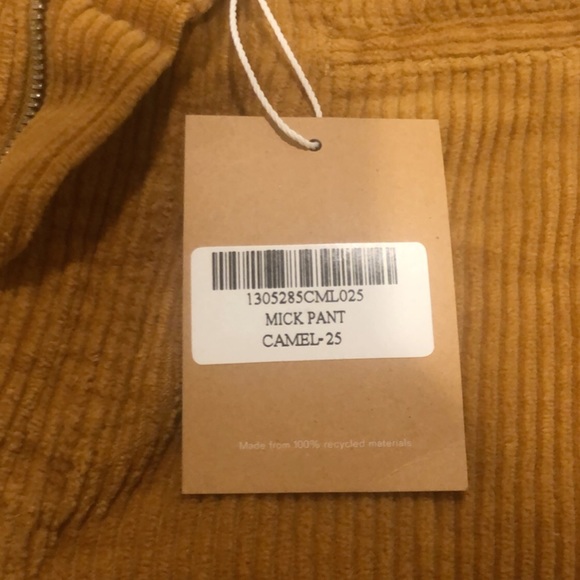 1305285CML025
MICK PANT
CAMEL-25
Made from 100% recycled materials